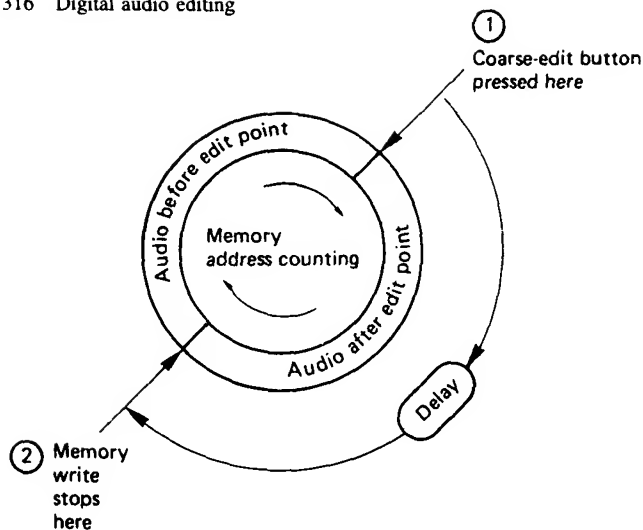 316 Digital audio editing
1
Coarse-edit button
pressed here
Audio before edit point
Memory
address counting
Audio after edit point
Delay
2 Memory
write
stops
here